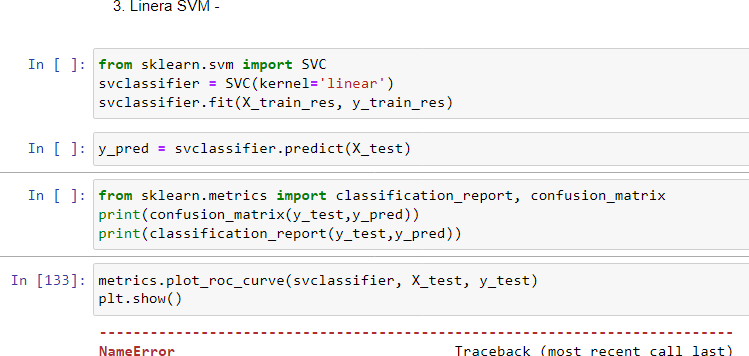 3. Linera SVM -
In [ ]: from sklearn.svm import SVC
svclassifier = SVC(kernel='linear')
svclassifier.fit(X_train_res, y_train_res)
In [ ]: y_pred = svclassifier.predict(X_test)
In [ ]: from sklearn.metrics import classification_report, confusion_matrix
print(confusion_matrix(y_test,y_pred))
print(classification_report(y_test,y_pred))
In [133]: metrics.plot_roc_curve(svclassifier, X_test, y_test)
plt.show()
---------------------------------------------------------------------------
NameError Traceback (most recent call last)